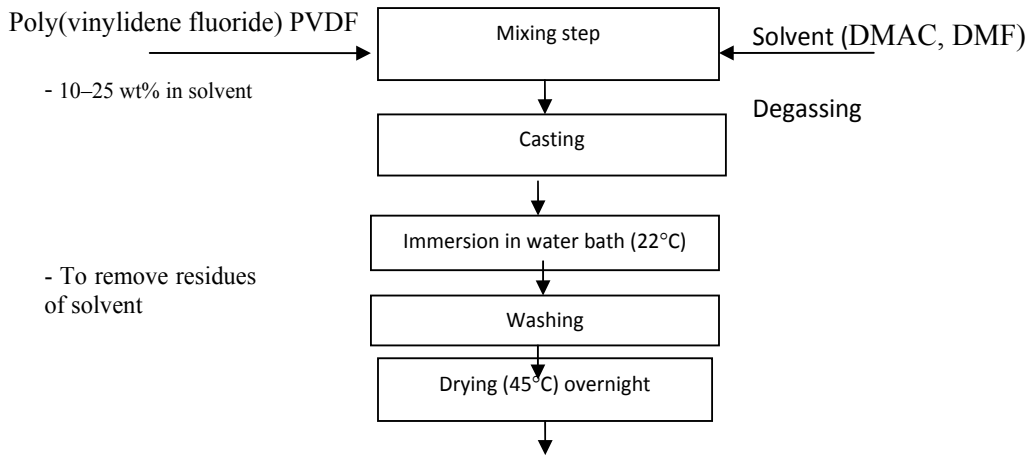 Poly(vinylidene fluoride) PVDF
Mixing step
Solvent (DMAC, DMF)
- 10–25 wt% in solvent
Degassing
Casting
Immersion in water bath (22°C)
- To remove residues
of solvent
Washing
Drying (45°C) overnight